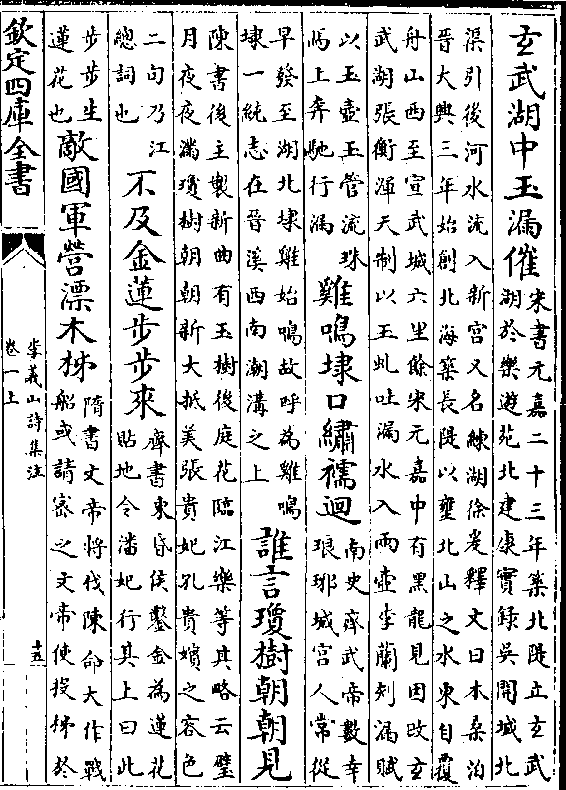 玄武湖中玉漏催
宋書元嘉二十三年築北隄立玄武
湖於樂遊苑北建康實録吳開城北
渠引後河水流入新宮又名練湖徐爰釋文曰本桑泊
晉大興三年始創北海築長隄以壅北山之水東自覆
舟山西至宣武城六里餘宋元嘉中有黑龍見因改玄
武湖張衡渾天制以玉虬吐漏水入兩壺李蘭刻漏賦
以玉壺玉管流珠
馬上奔馳行漏
雞鳴埭口繡襦迴
南史齊武帝數幸
琅琊城宮人常從
早發至湖北埭雞始鳴故呼為雞鳴
埭一統志在晉溪西南潮溝之上
誰言瓊樹朝朝見
陳書後主製新曲有玉樹後庭花臨江樂等其略云璧
月夜夜滿瓊樹朝朝新大抵美張貴妃孔貴嬪之容色
二句乃江
總詞也
不及金蓮步步來
齊書東昏侯鑿金為蓮花
貼地令潘妃行其上曰此
步步生
蓮花也
敵國軍營漂木柹
隋書文帝將伐陳命大作戰
船或請宻之文帝使投柹於
欽定四庫全書
李義山詩集注
卷一上
十五